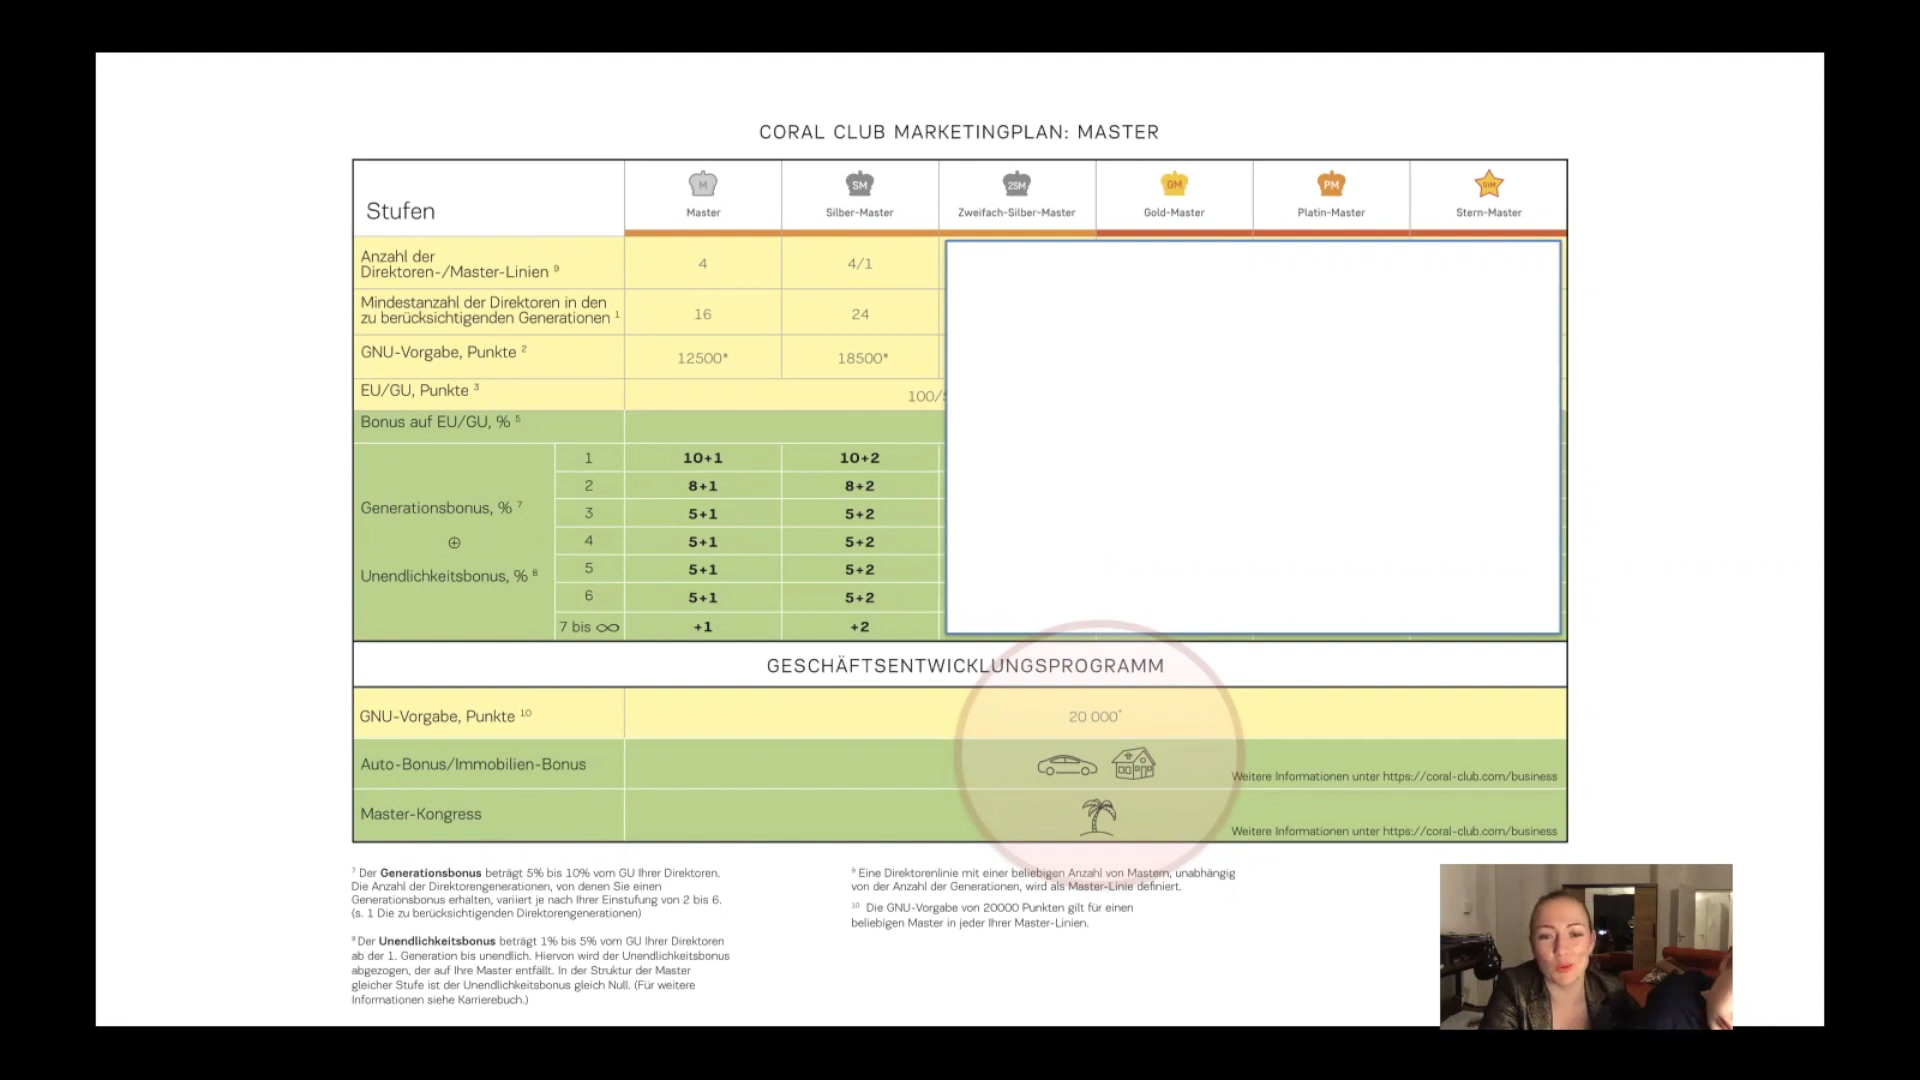 CORAL CLUB MARKETINGPLAN: MASTER
Stufen
M
Master
SM
Silber-Master
2SM
Zweifach-Silber-Master
GM
Gold-Master
PM
Platin-Master
Stern-Master
Anzahl der
Direktoren-/Master-Linien ⁹
4
4/1
Mindestanzahl der Direktoren in den
zu berücksichtigenden Generationen ¹
16
24
GNU-Vorgabe, Punkte ²
12500*
18500*
EU/GU, Punkte ³
100/
Bonus auf EU/GU, % ⁵
Generationsbonus, % ⁷
⊕
Unendlichkeitsbonus, % ⁸
1 10+1 10+2
2 8+1 8+2
3 5+1 5+2
4 5+1 5+2
5 5+1 5+2
6 5+1 5+2
7 bis ∞ +1 +2
GESCHÄFTSENTWICKLUNGSPROGRAMM
GNU-Vorgabe, Punkte ¹⁰
20 000*
Auto-Bonus/Immobilien-Bonus
Weitere Informationen unter https://coral-club.com/business
Master-Kongress
Weitere Informationen unter https://coral-club.com/business
⁷ Der Generationsbonus beträgt 5% bis 10% vom GU Ihrer Direktoren.
Die Anzahl der Direktorengenerationen, von denen Sie einen
Generationsbonus erhalten, variiert je nach Ihrer Einstufung von 2 bis 6.
(s. 1 Die zu berücksichtigenden Direktorengenerationen)
⁸ Der Unendlichkeitsbonus beträgt 1% bis 5% vom GU Ihrer Direktoren
ab der 1. Generation bis unendlich. Hiervon wird der Unendlichkeitsbonus
abgezogen, der auf Ihre Master entfällt. In der Struktur der Master
gleicher Stufe ist der Unendlichkeitsbonus gleich Null. (Für weitere
Informationen siehe Karrierebuch.)
⁹ Eine Direktorenlinie mit einer beliebigen Anzahl von Mastern, unabhängig
von der Anzahl der Generationen, wird als Master-Linie definiert.
¹⁰ Die GNU-Vorgabe von 20000 Punkten gilt für einen
beliebigen Master in jeder Ihrer Master-Linien.